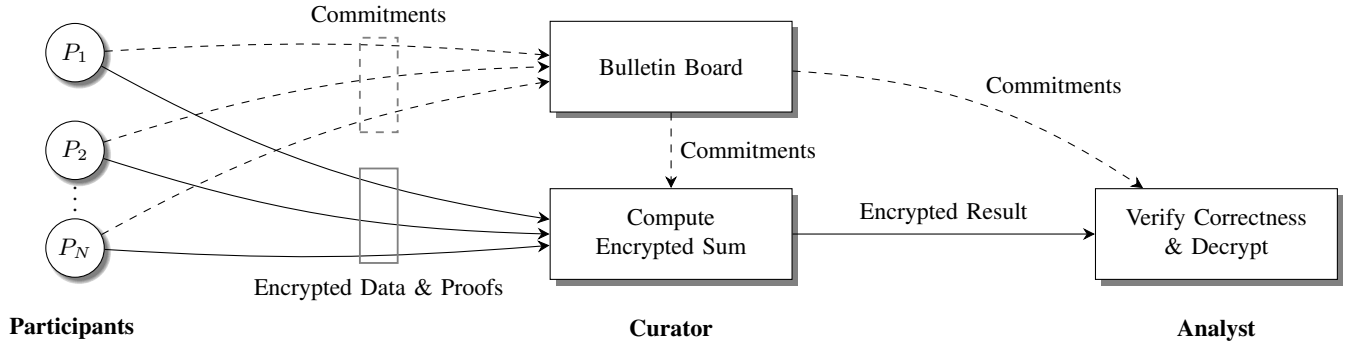 Commitments
P1
Bulletin Board
Commitments
P2
Commitments
PN
Compute
Encrypted Sum
Encrypted Result
Verify Correctness
& Decrypt
Encrypted Data & Proofs
Participants
Curator
Analyst